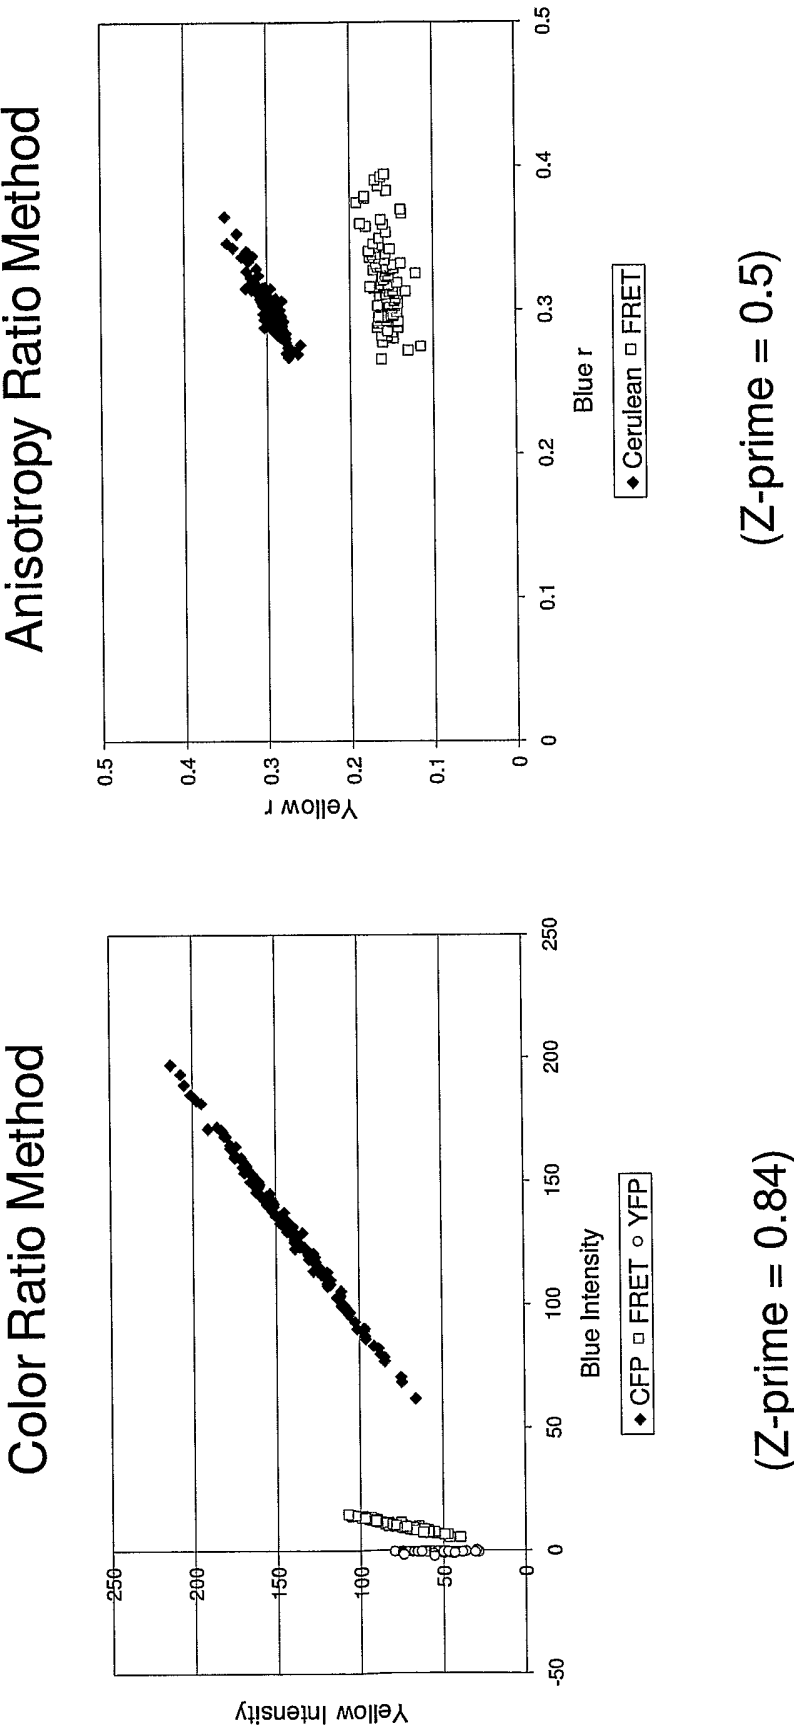 Color Ratio Method
Yellow Intensity
250
200
150
100
50
0
-50
0
50
100
150
200
250
Blue Intensity
CFP FRET YFP
(Z-prime = 0.84)
Anisotropy Ratio Method
Yellow r
0.5
0.4
0.3
0.2
0.1
0
0
0.1
0.2
0.3
0.4
0.5
Blue r
Cerulean FRET
(Z-prime = 0.5)